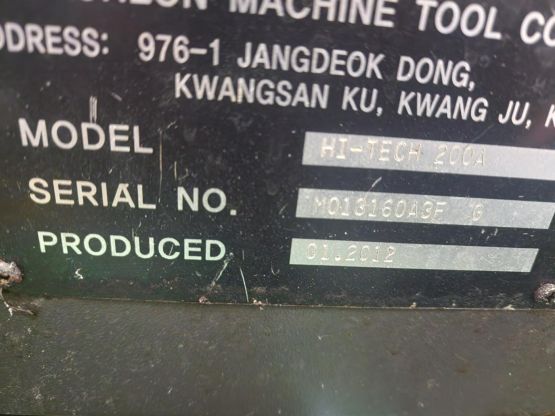 MACHINE TOOL CO
DRESS: 976-1 JANGDEOK DONG,
KWANGSAN KU, KWANG JU, K
MODEL HI-TECH 200A
SERIAL NO. M013160A3F G
PRODUCED 01.2012